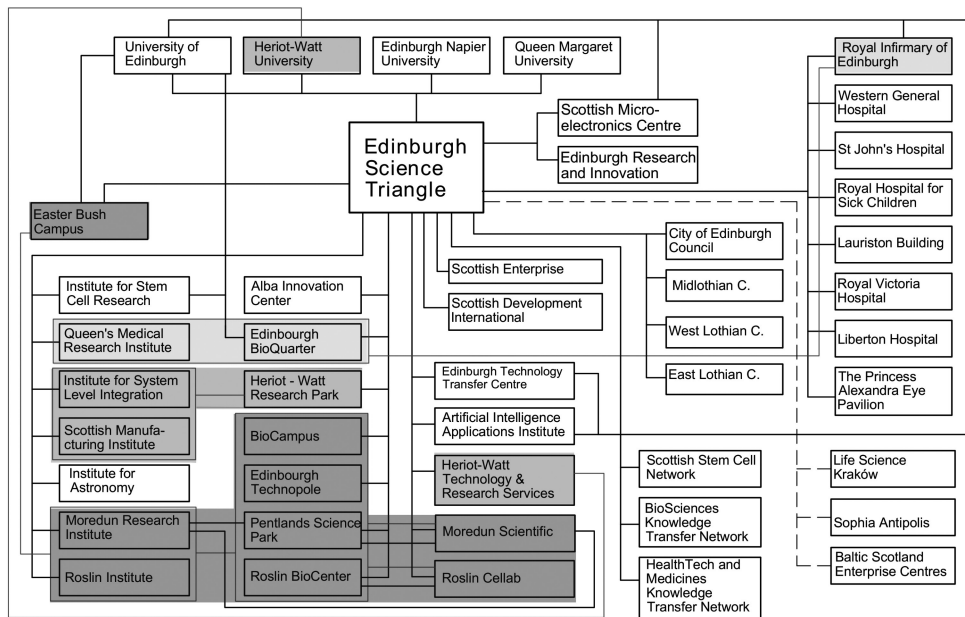 University of
Edinburgh
Heriot-Watt
University
Edinburgh Napier
University
Queen Margaret
University
Royal Infirmary of
Edinburgh
Scottish Micro-
electronics Centre
Edinburgh Research
and Innovation
Edinburgh
Science
Triangle
Western General
Hospital
St John's Hospital
Royal Hospital for
Sick Children
Lauriston Building
Royal Victoria
Hospital
Liberton Hospital
The Princess
Alexandra Eye
Pavilion
Easter Bush
Campus
City of Edinburgh
Council
Midlothian C.
West Lothian C.
East Lothian C.
Scottish Enterprise
Scottish Development
International
Institute for Stem
Cell Research
Alba Innovation
Center
Queen's Medical
Research Institute
Edinbourgh
BioQuarter
Institute for System
Level Integration
Heriot - Watt
Research Park
Scottish Manufa-
cturing Institute
BioCampus
Institute for
Astronomy
Edinbourgh
Technopole
Moredun Research
Institute
Pentlands Science
Park
Roslin Institute
Roslin BioCenter
Edinburgh Technology
Transfer Centre
Artificial Intelligence
Applications Institute
Heriot-Watt
Technology &
Research Services
Moredun Scientific
Roslin Cellab
Scottish Stem Cell
Network
BioSciences
Knowledge
Transfer Network
HealthTech and
Medicines
Knowledge
Transfer Network
Life Science
Kraków
Sophia Antipolis
Baltic Scotland
Enterprise Centres